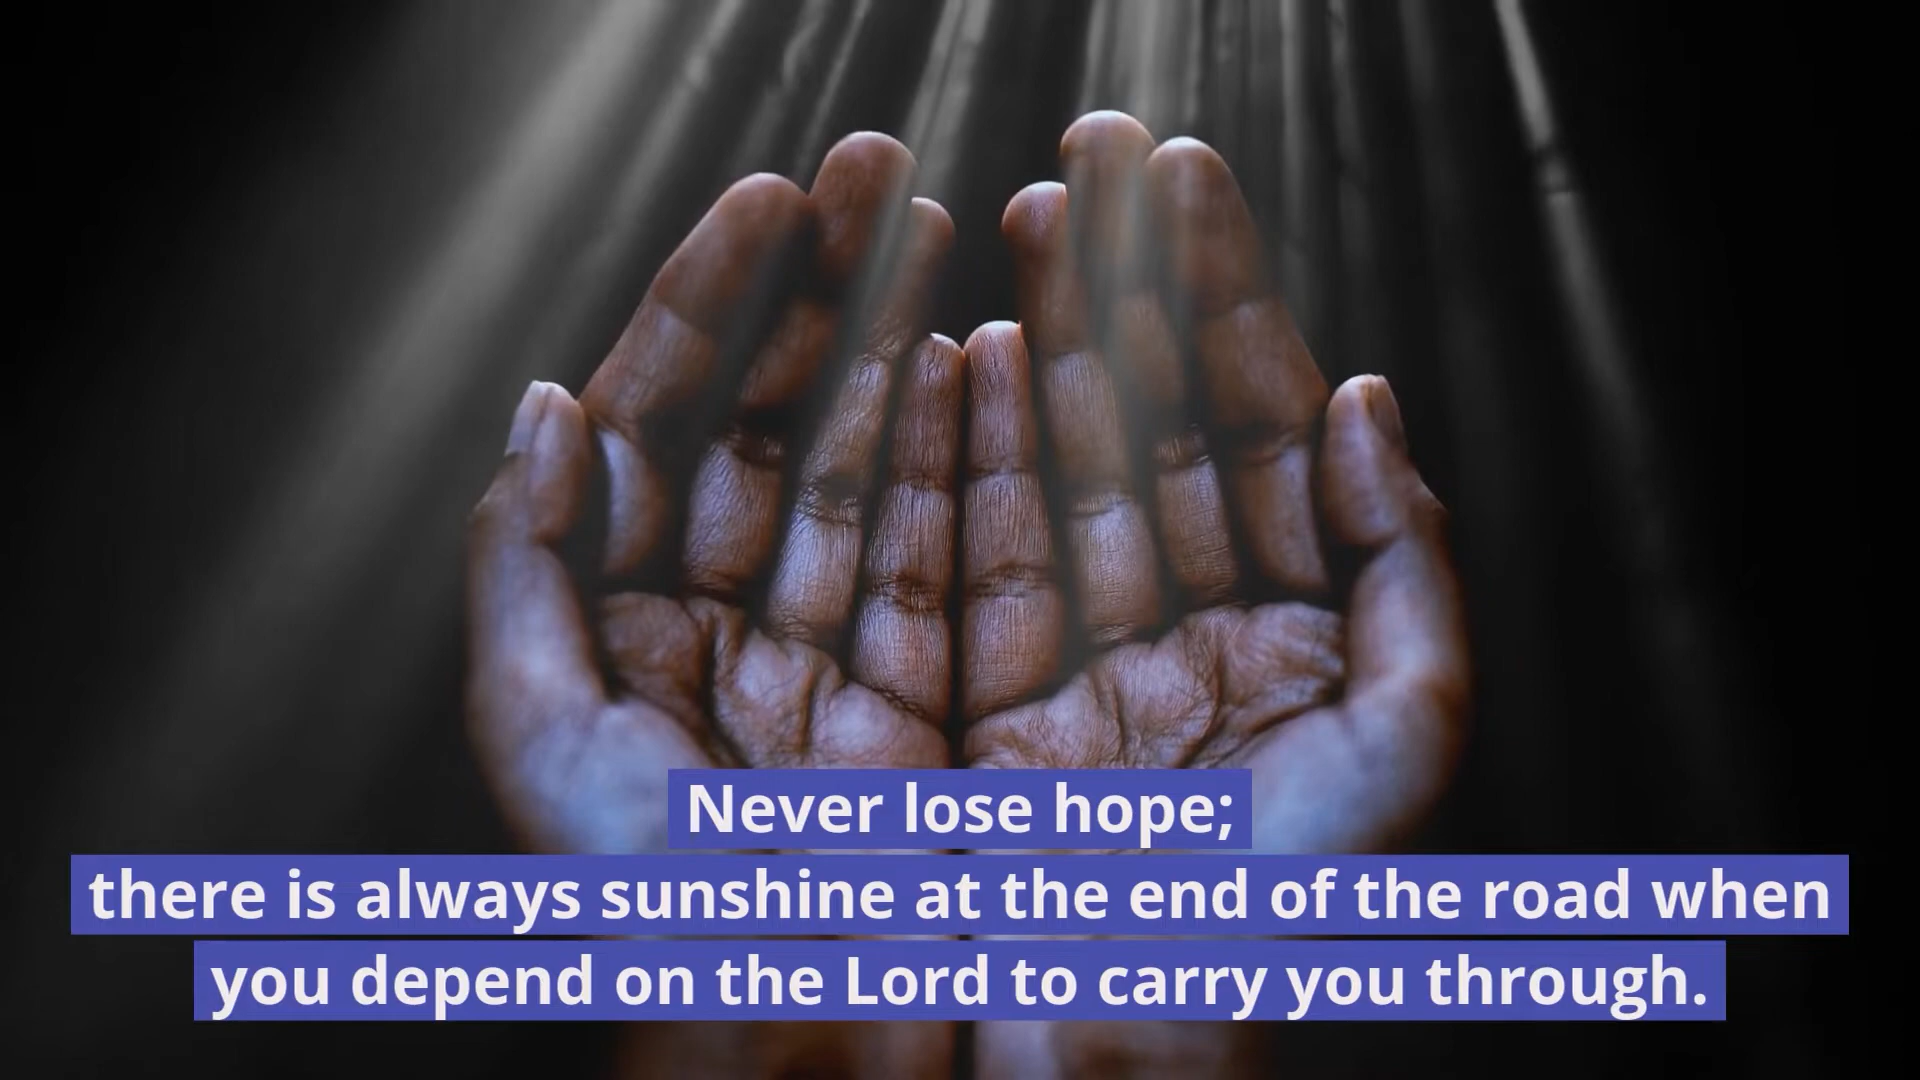 Never lose hope;
there is always sunshine at the end of the road when
you depend on the Lord to carry you through.